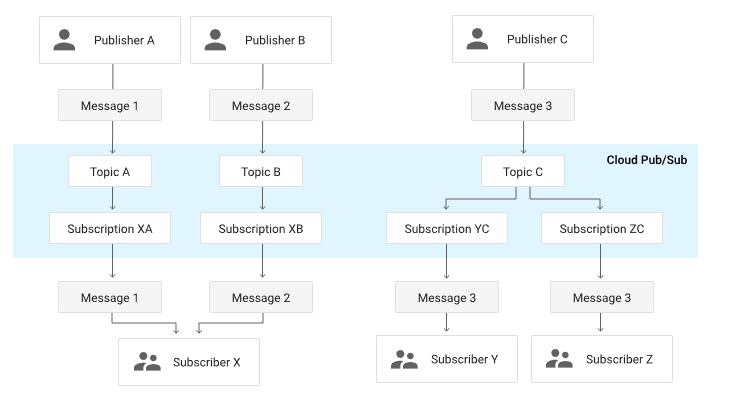 Publisher A
Publisher B
Publisher C
Message 1
Message 2
Message 3
Cloud Pub/Sub
Topic A
Topic B
Topic C
Subscription XA
Subscription XB
Subscription YC
Subscription ZC
Message 1
Message 2
Message 3
Message 3
Subscriber X
Subscriber Y
Subscriber Z